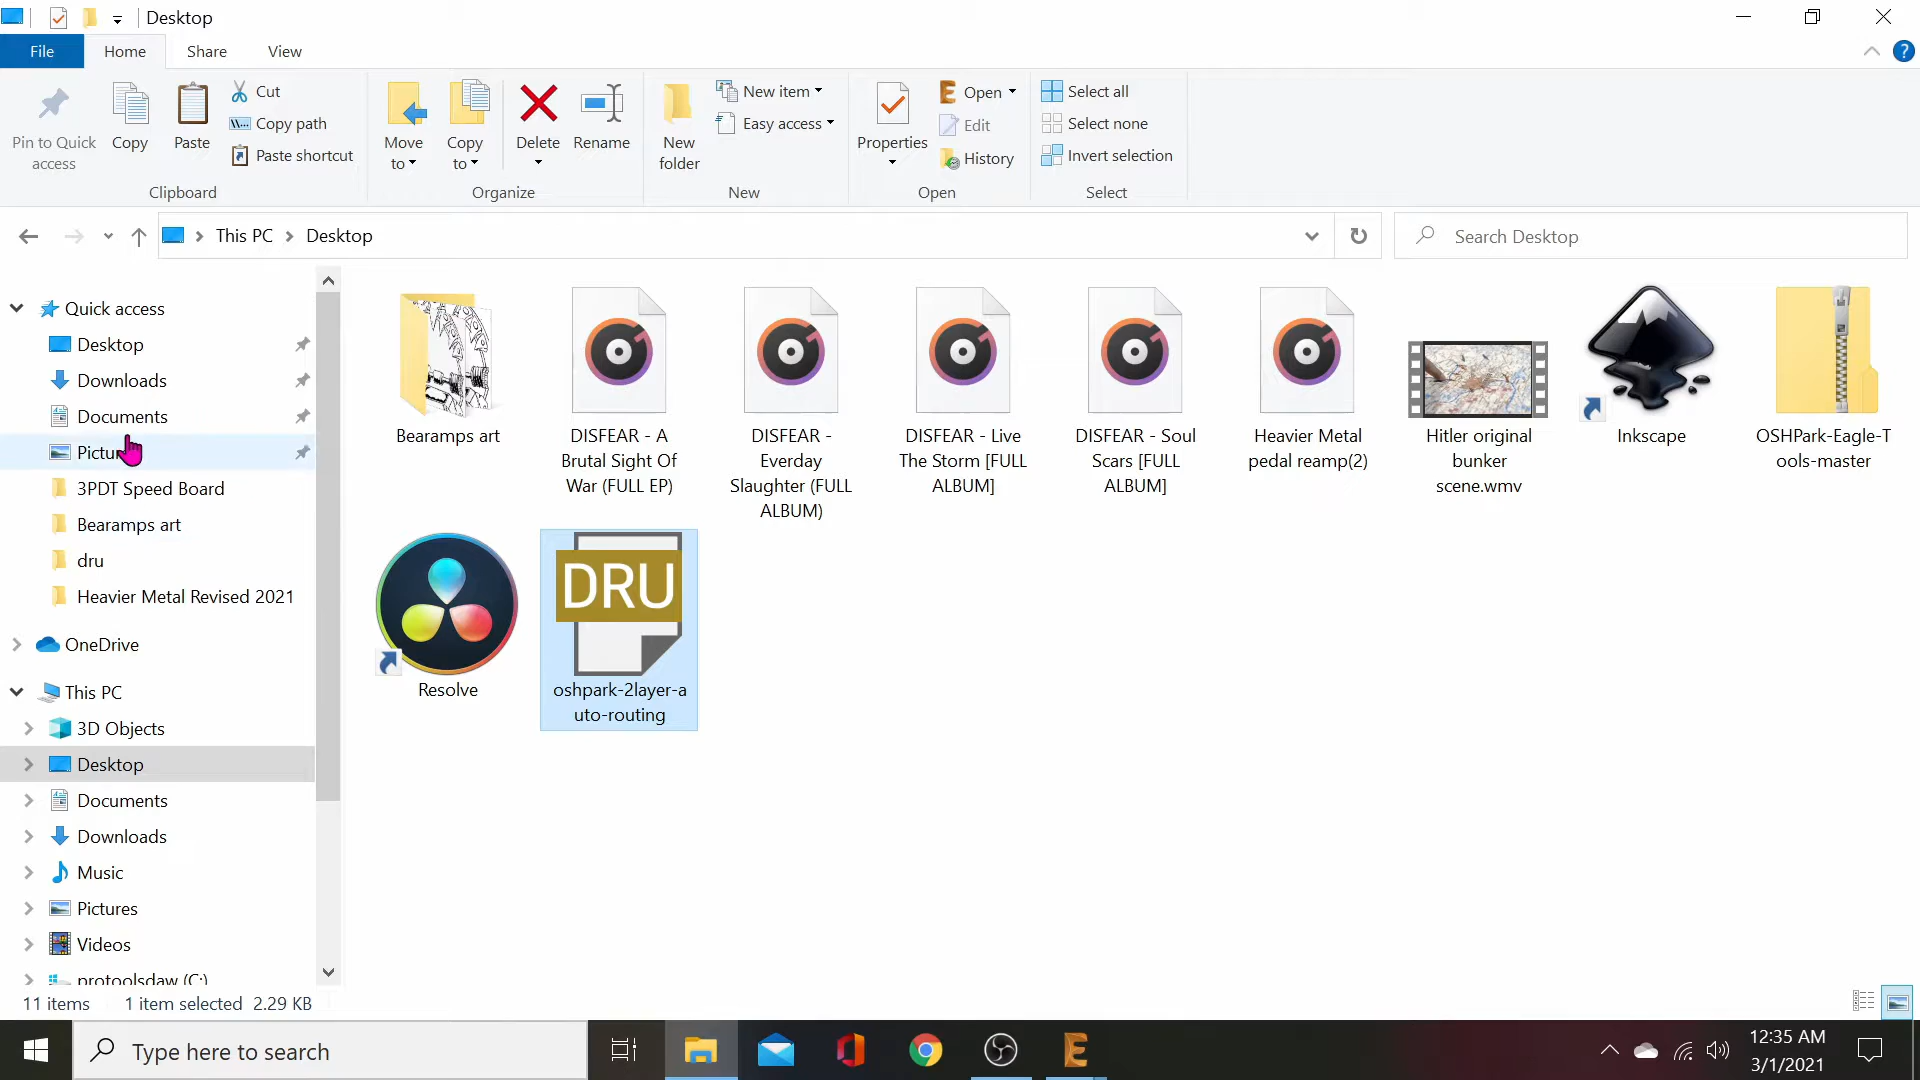 Desktop
File
Home
Share
View
Pin to Quick
access
Copy
Paste
Cut
Copy path
Paste shortcut
Clipboard
Move
to
Copy
to
Delete
Rename
Organize
New
folder
New item
Easy access
New
Properties
Open
Edit
History
Open
Select all
Select none
Invert selection
Select
This PC
Desktop
Search Desktop
Quick access
Desktop
Downloads
Documents
3PDT Speed Board
Bearamps art
dru
Heavier Metal Revised 2021
OneDrive
This PC
3D Objects
Desktop
Documents
Downloads
Music
Pictures
Videos
protoolsdaw (C:)
Bearamps art
DISFEAR - A
Brutal Sight Of
War (FULL EP)
DISFEAR -
Everday
Slaughter (FULL
ALBUM)
DISFEAR - Live
The Storm [FULL
ALBUM]
DISFEAR - Soul
Scars [FULL
ALBUM]
Heavier Metal
pedal reamp(2)
Hitler original
bunker
scene.wmv
Inkscape
OSHPark-Eagle-T
ools-master
Resolve
DRU
oshpark-2layer-a
uto-routing
11 items
1 item selected 2.29 KB
Type here to search
12:35 AM
3/1/2021